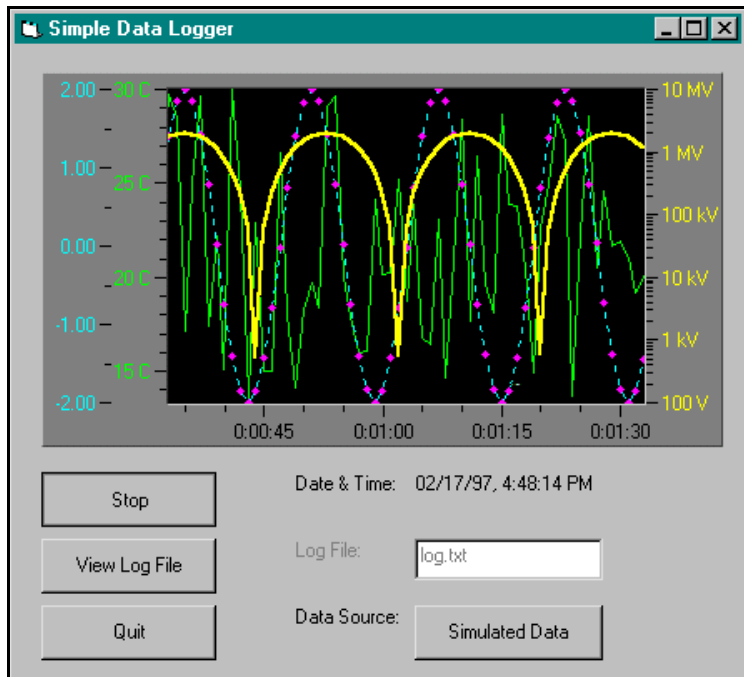 Simple Data Logger
2.00 30 C 10 MV
1.00 25 C 1 MV
0.00 100 kV
-1.00 20 C 10 kV
-2.00 15 C 1 kV
100 V
0:00:45 0:01:00 0:01:15 0:01:30
Stop
Date & Time: 02/17/97, 4:48:14 PM
View Log File
Log File: log.txt
Quit
Data Source: Simulated Data